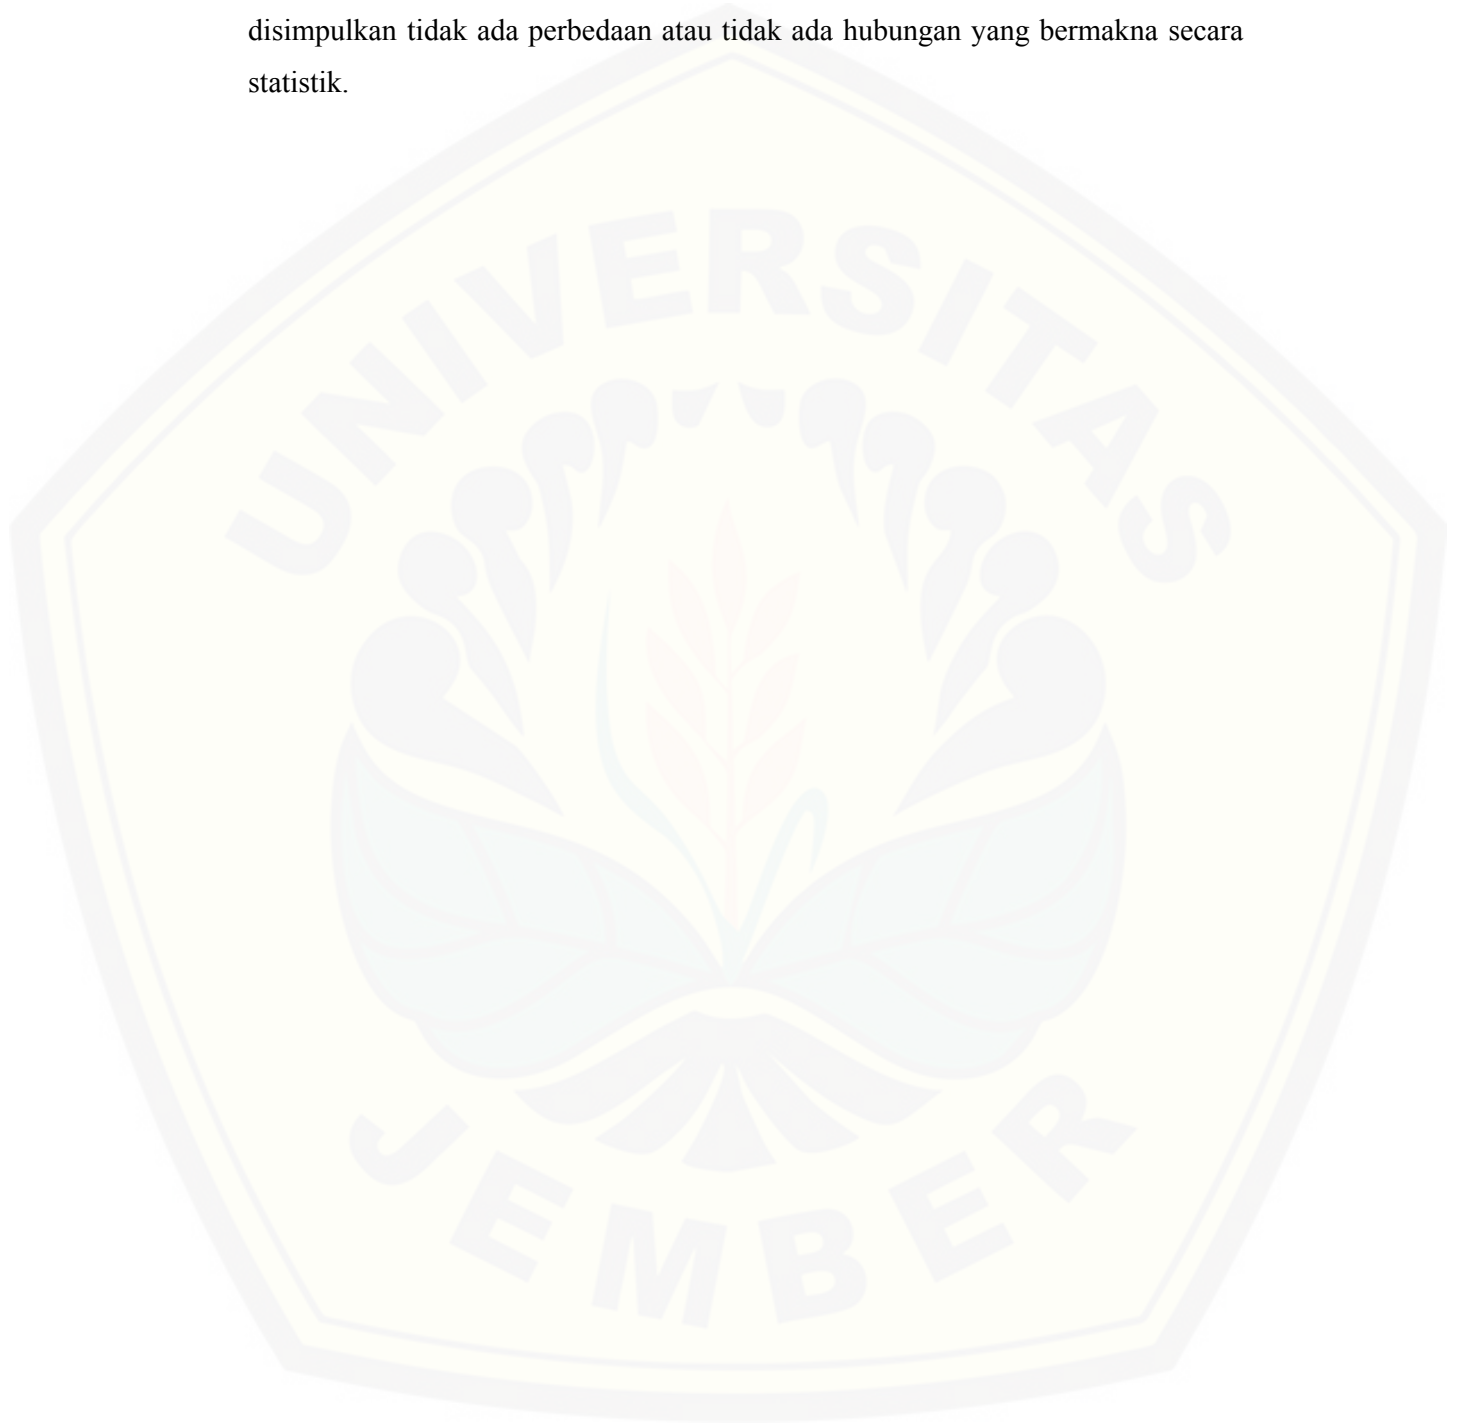 disimpulkan tidak ada perbedaan atau tidak ada hubungan yang bermakna secara
statistik.
UNIVERSITAS
JEMBER